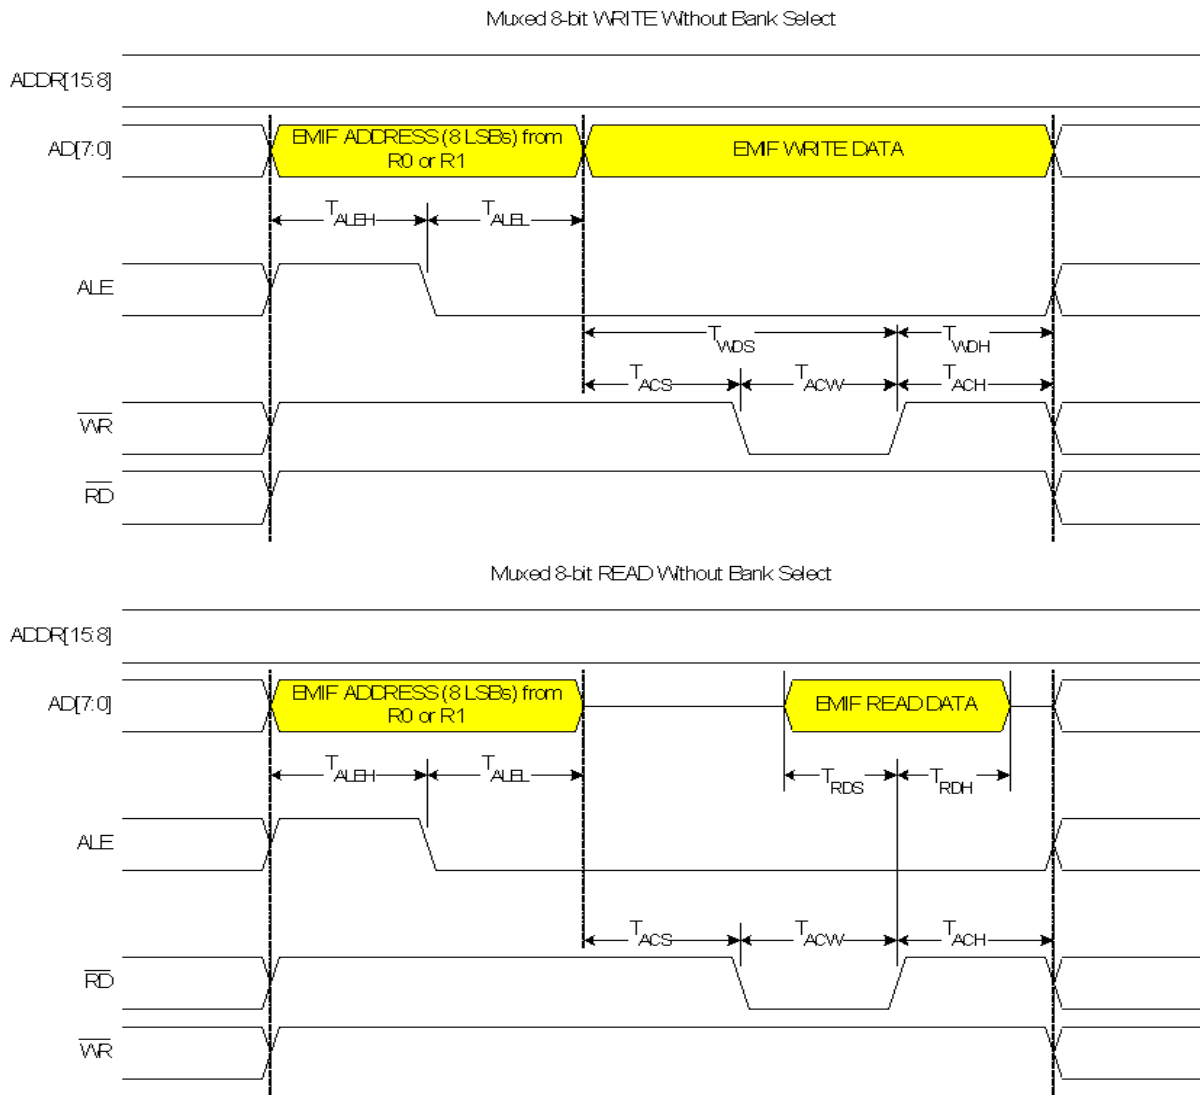 Muxed 8-bit WRITE Without Bank Select
ADDR[15:8]
AD[7:0]
EMIF ADDRESS (8 LSBs) from
R0 or R1
EMIF WRITE DATA
TALEH
TALEL
ALE
TWDS
TWDH
TACS
TACW
TACH
WR
RD
Muxed 8-bit READ Without Bank Select
ADDR[15:8]
AD[7:0]
EMIF ADDRESS (8 LSBs) from
R0 or R1
EMIF READ DATA
TALEH
TALEL
TRDS
TRDH
ALE
TACS
TACW
TACH
RD
WR